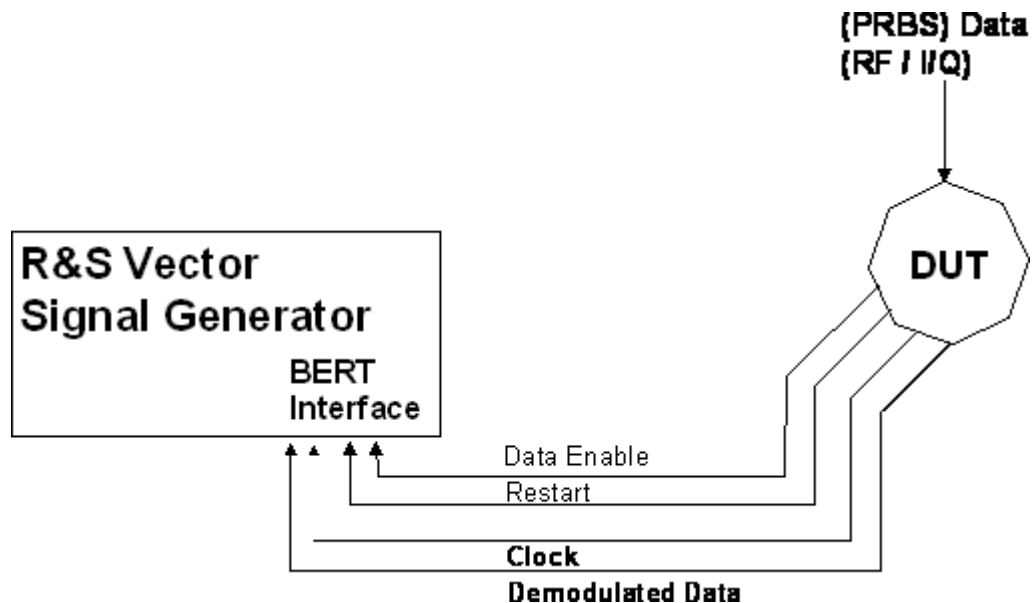 (PRBS) Data
(RF / I/Q)
R&S Vector
Signal Generator
DUT
BERT
Interface
Data Enable
Restart
Clock
Demodulated Data